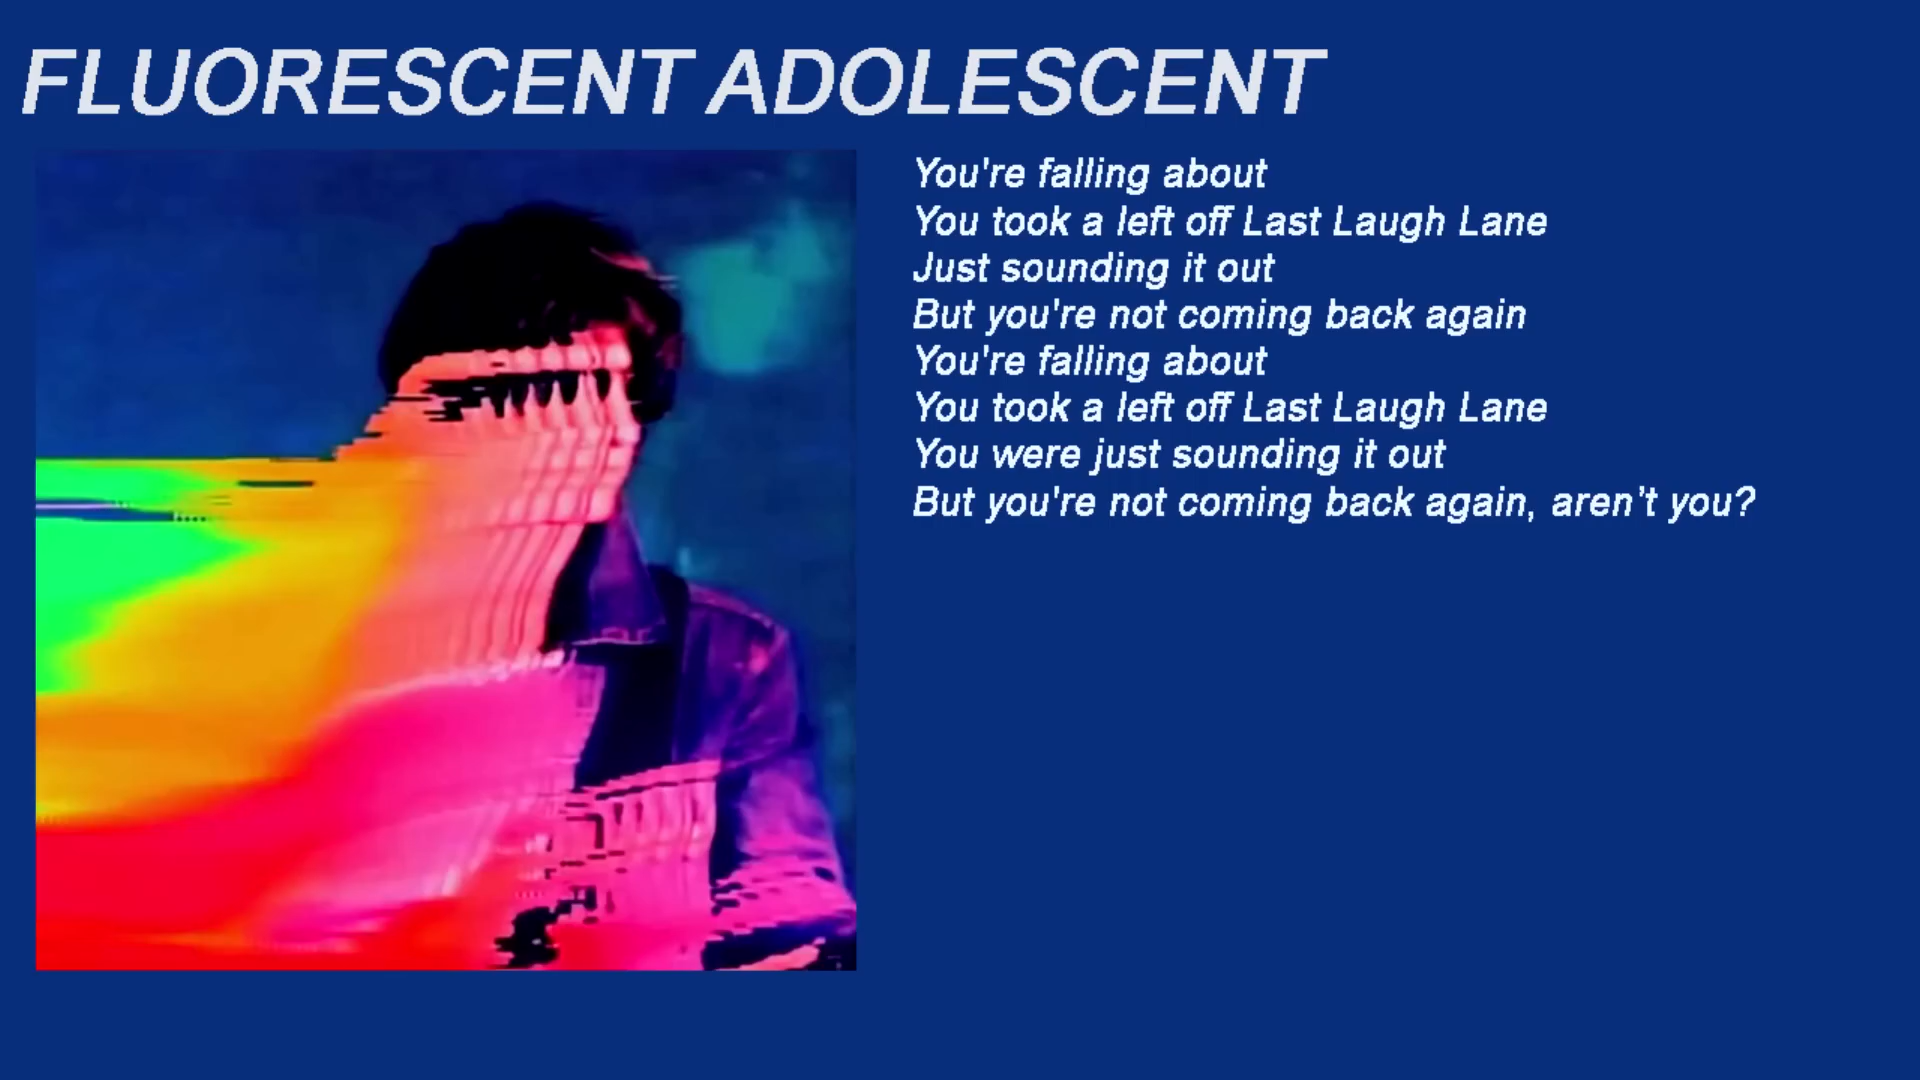 FLUORESCENT ADOLESCENT
You're falling about
You took a left off Last Laugh Lane
Just sounding it out
But you're not coming back again
You're falling about
You took a left off Last Laugh Lane
You were just sounding it out
But you're not coming back again, aren't you?